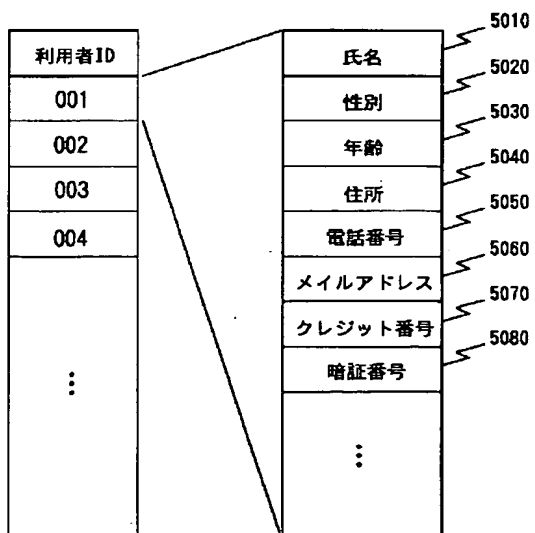 利用者ID
001
002
003
004
⋮
氏名
性別
年齢
住所
電話番号
メイルアドレス
クレジット番号
暗証番号
⋮
5010
5020
5030
5040
5050
5060
5070
5080